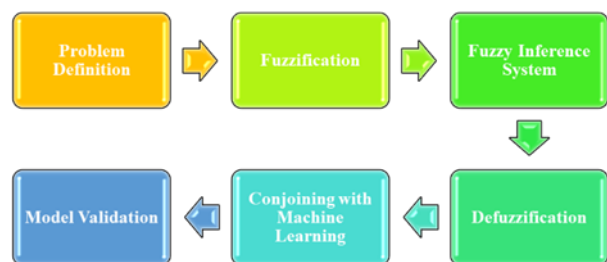 Problem
Definition
Fuzzification
Fuzzy Inference
System
Defuzzification
Conjoining with
Machine
Learning
Model Validation